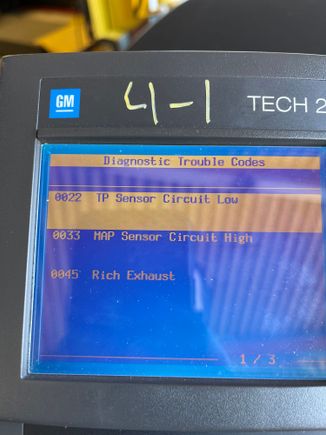 GM
4-1
TECH 2
Diagnostic Trouble Codes
0022 TP Sensor Circuit Low
0033 MAP Sensor Circuit High
0045 Rich Exhaust
1 / 3